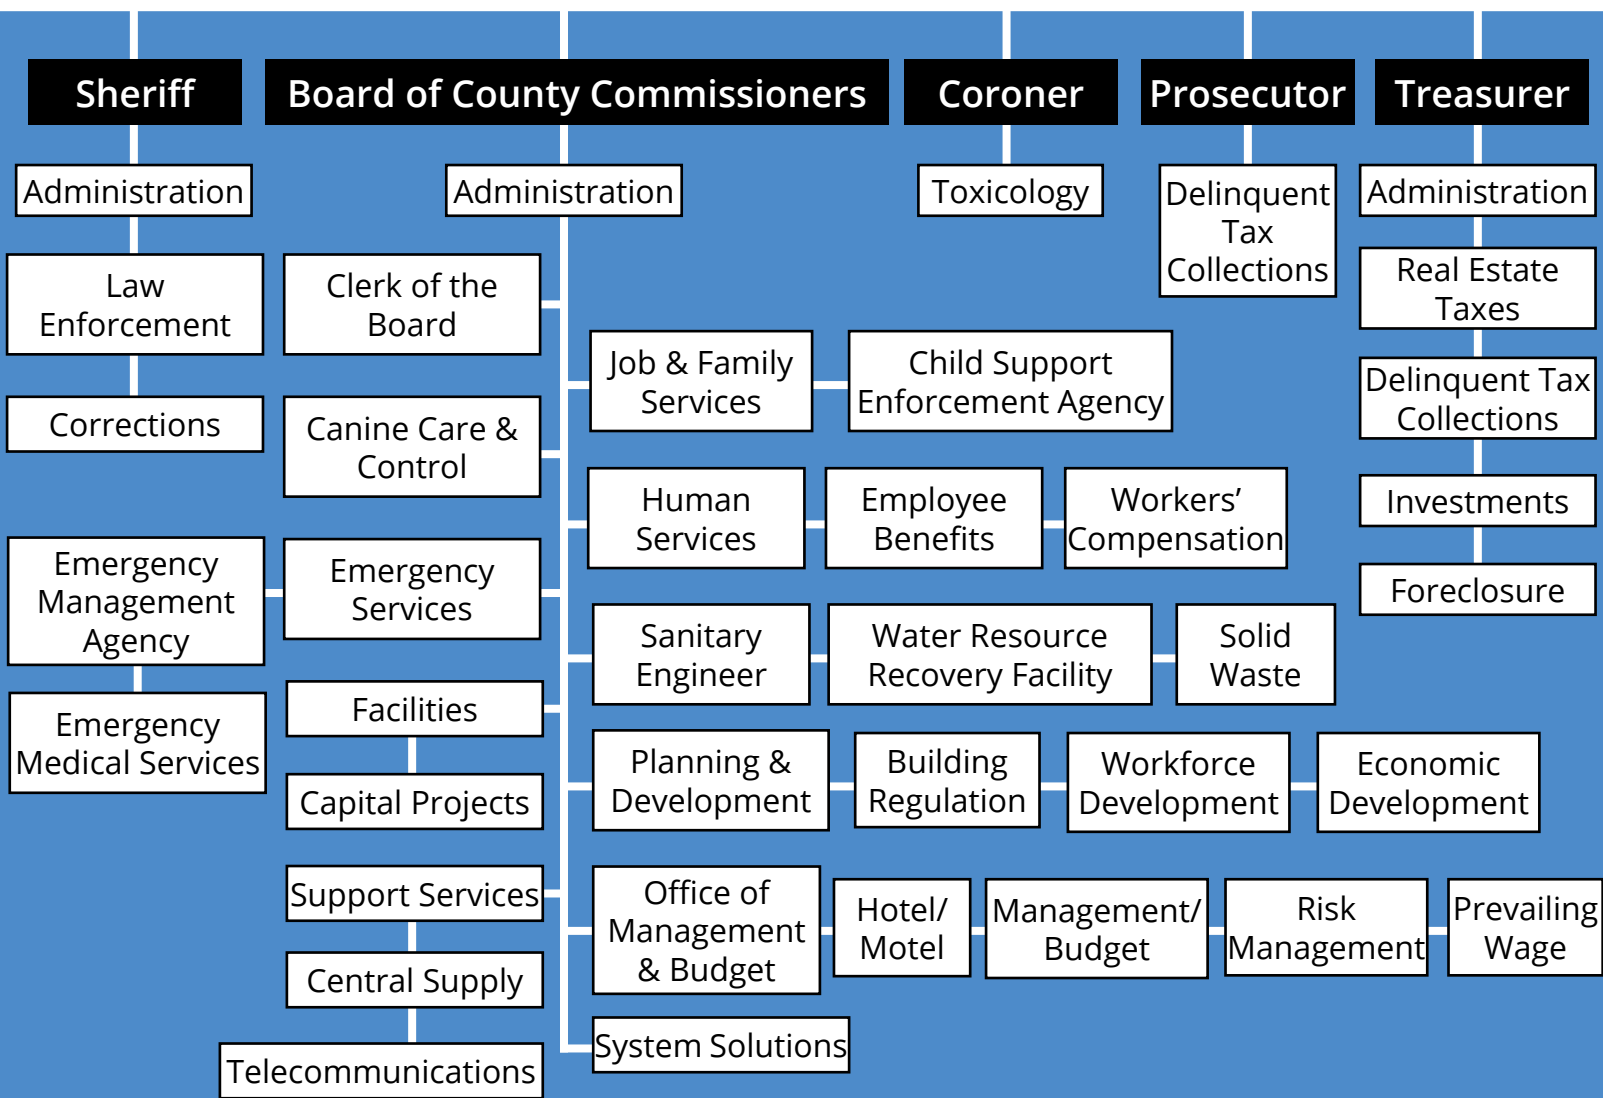 Sheriff
Board of County Commissioners
Coroner
Prosecutor
Treasurer
Administration
Law
Enforcement
Corrections
Administration
Clerk of the
Board
Canine Care &
Control
Emergency
Services
Emergency
Management
Agency
Emergency
Medical Services
Facilities
Capital Projects
Support Services
Central Supply
Telecommunications
Job & Family
Services
Child Support
Enforcement Agency
Human
Services
Employee
Benefits
Workers’
Compensation
Sanitary
Engineer
Water Resource
Recovery Facility
Solid
Waste
Planning &
Development
Building
Regulation
Workforce
Development
Economic
Development
Office of
Management
& Budget
Hotel/
Motel
Management/
Budget
Risk
Management
Prevailing
Wage
System Solutions
Toxicology
Delinquent
Tax
Collections
Administration
Real Estate
Taxes
Delinquent Tax
Collections
Investments
Foreclosure